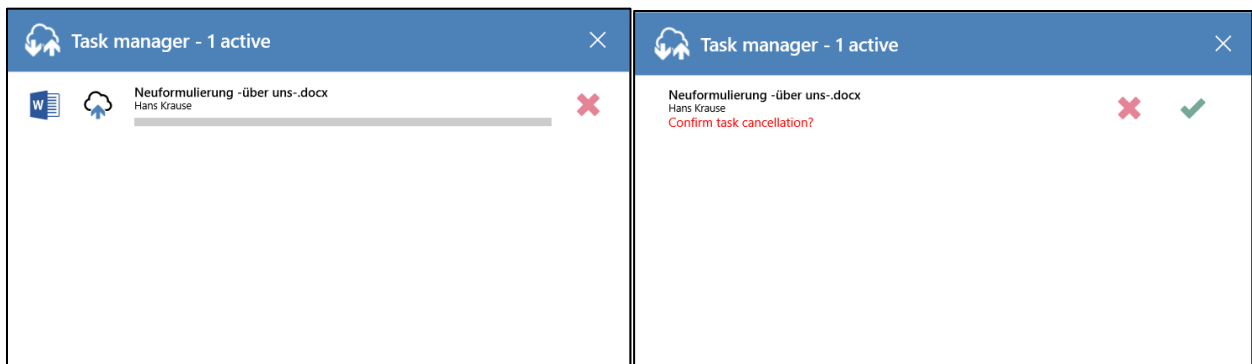 Task manager - 1 active
W
Neuformulierung -über uns-.docx
Hans Krause
Task manager - 1 active
Neuformulierung -über uns-.docx
Hans Krause
Confirm task cancellation?